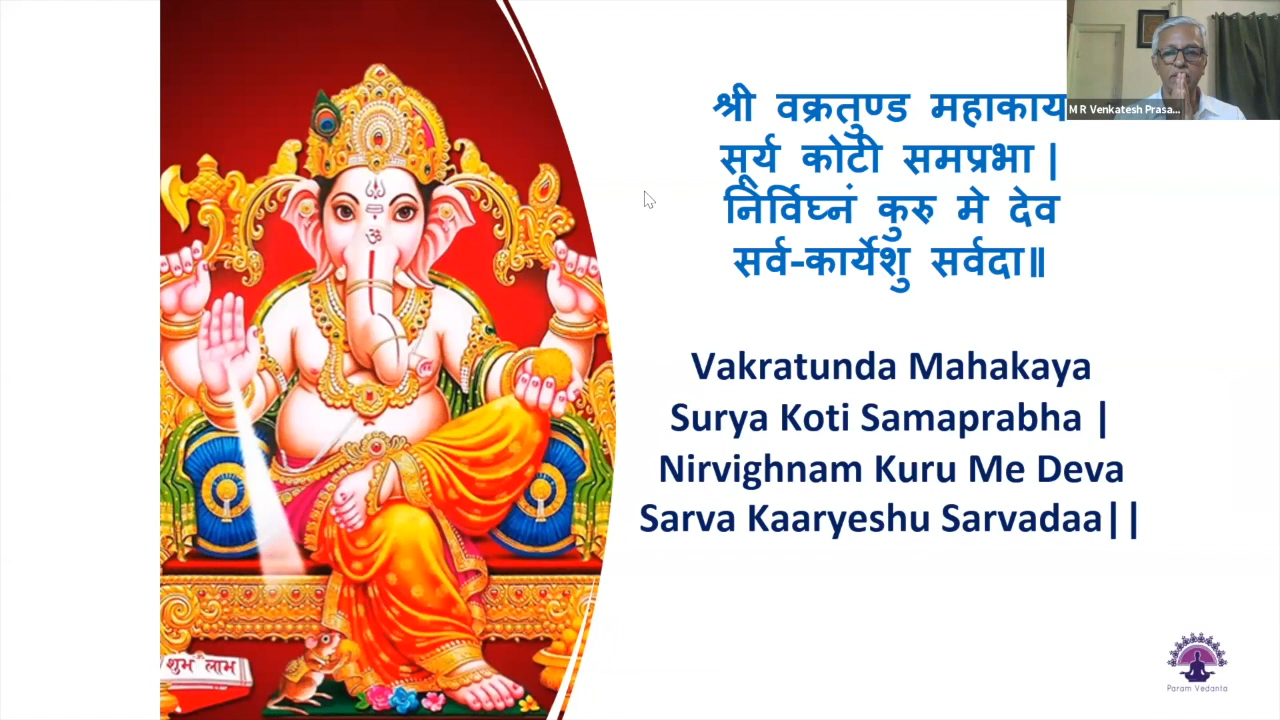 श्री वक्रतुण्ड महाकाय
सूर्य कोटी समप्रभा |
निर्विघ्नं कुरु मे देव
सर्व-कार्येशु सर्वदा॥
Vakratunda Mahakaya
Surya Koti Samaprabha |
Nirvighnam Kuru Me Deva
Sarva Kaaryeshu Sarvadaa||
M R Venkatesh Prasa...
शुभ लाभ
Param Vedanta